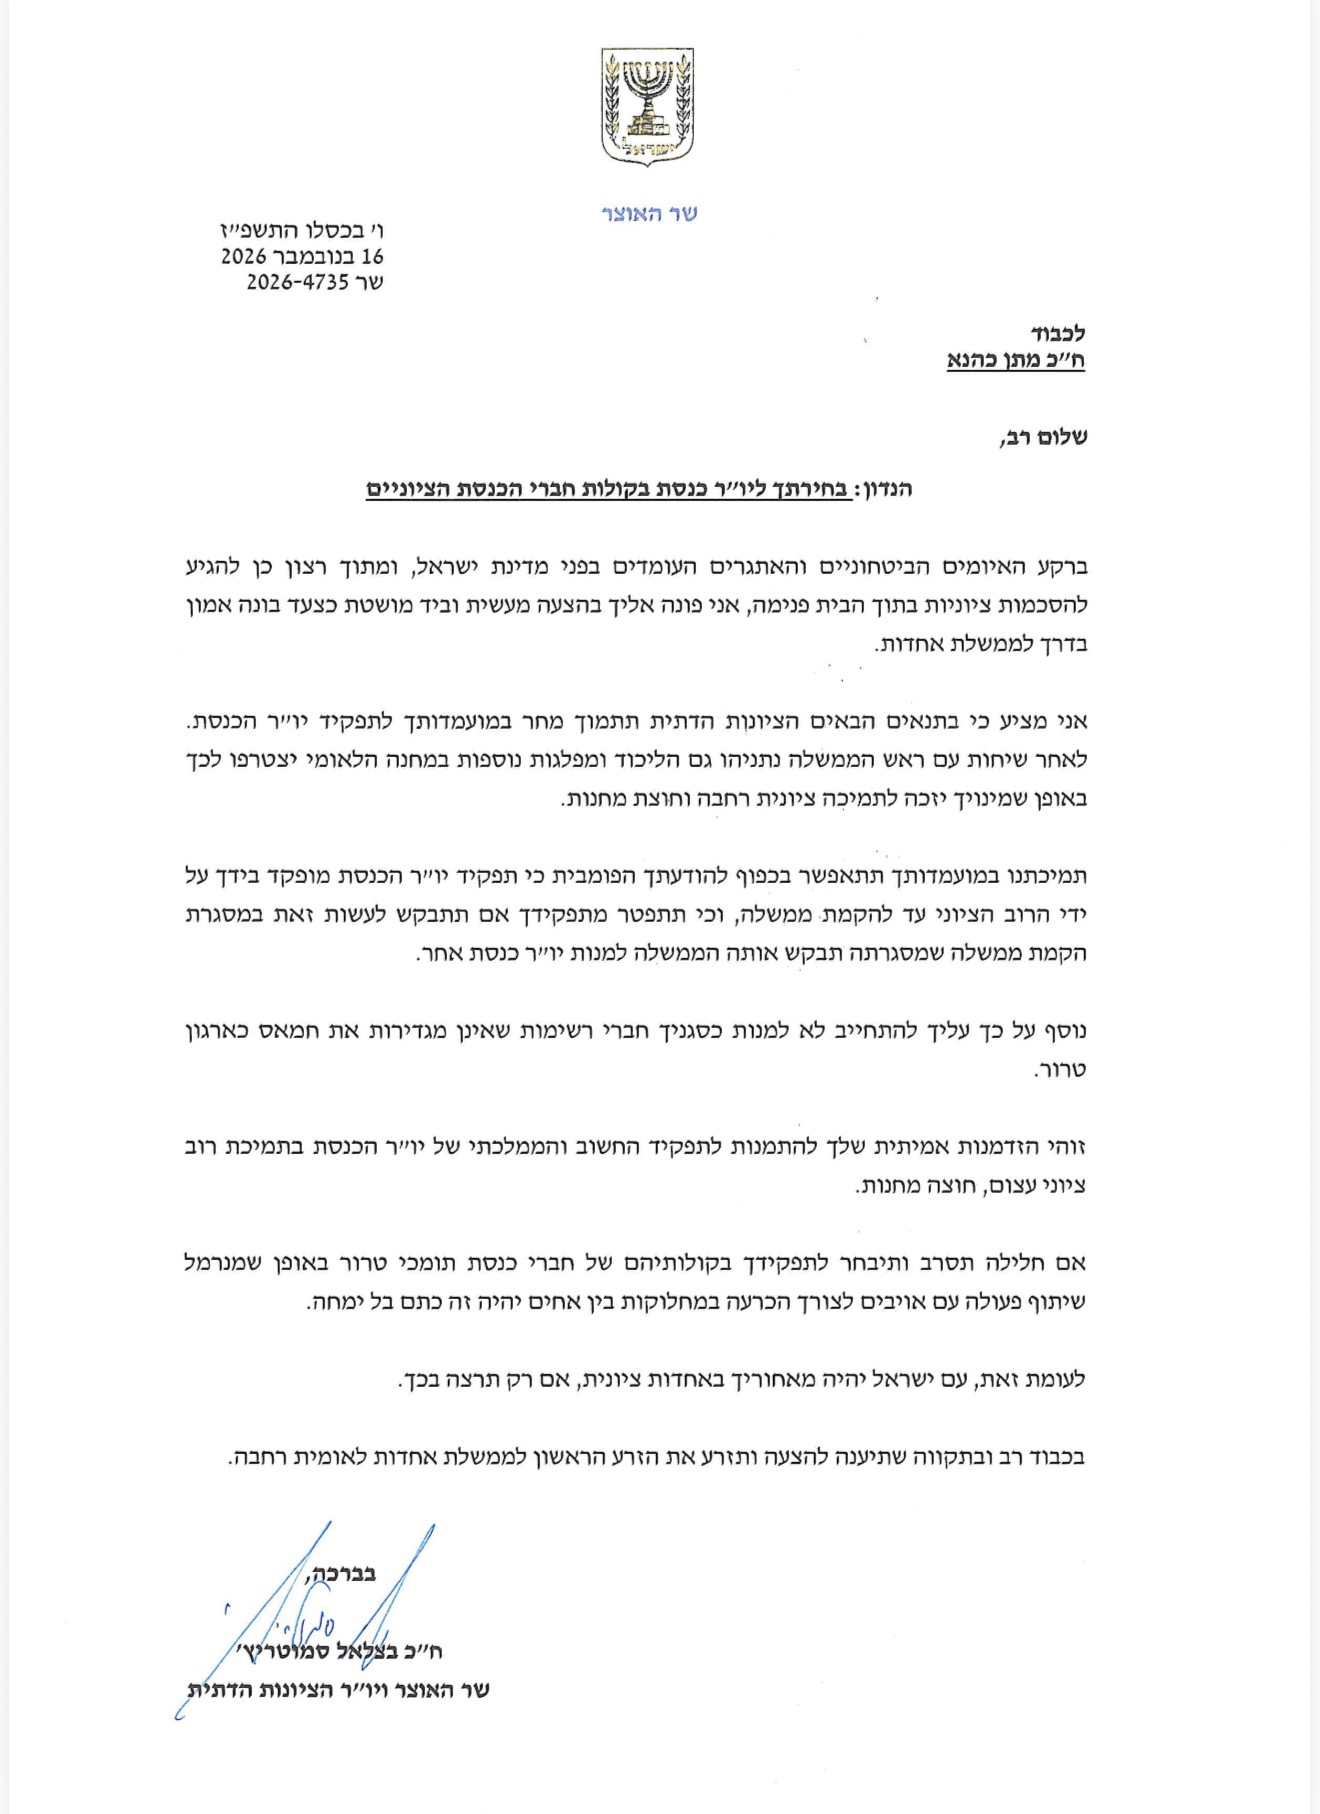 ישראל
שר האוצר
ו' בכסלו התשפ"ז
16 בנובמבר 2026
שר 2026-4735
לכבוד
ח"כ מתן כהנא
שלום רב,
הנדון: בחירתך ליו"ר כנסת בקולות חברי הכנסת הציוניים
ברקע האיומים הביטחוניים והאתגרים העומדים בפני מדינת ישראל, ומתוך רצון כן להגיע
להסכמות ציוניות בתוך הבית פנימה, אני פונה אליך בהצעה מעשית וביד מושטת כצעד בונה אמון
בדרך לממשלת אחדות.
אני מציע כי בתנאים הבאים הציונות הדתית תתמוך מחר במועמדותך לתפקיד יו"ר הכנסת.
לאחר שיחות עם ראש הממשלה נתניהו גם הליכוד ומפלגות נוספות במחנה הלאומי יצטרפו לכך
באופן שמינויך יזכה לתמיכה ציונית רחבה וחוצת מחנות.
תמיכתנו במועמדותך תתאפשר בכפוף להודעתך הפומבית כי תפקיד יו"ר הכנסת מופקד בידך על
ידי הרוב הציוני עד להקמת ממשלה, וכי תתפטר מתפקידך אם תתבקש לעשות זאת במסגרת
הקמת ממשלה שמסגרתה תבקש אותה הממשלה למנות יו"ר כנסת אחר.
נוסף על כך עליך להתחייב לא למנות כסגניך חברי רשימות שאינן מגדירות את חמאס כארגון
טרור.
זוהי הזדמנות אמיתית שלך להתמנות לתפקיד החשוב והממלכתי של יו"ר הכנסת בתמיכת רוב
ציוני עצום, חוצה מחנות.
אם חלילה תסרב ותיבחר לתפקידך בקולותיהם של חברי כנסת תומכי טרור באופן שמנרמל
שיתוף פעולה עם אויבים לצורך הכרעה במחלוקות בין אחים יהיה זה כתם בל ימחה.
לעומת זאת, עם ישראל יהיה מאחוריך באחדות ציונית, אם רק תרצה בכך.
בכבוד רב ובתקווה שתיענה להצעה ותזרע את הזרע הראשון לממשלת אחדות לאומית רחבה.
בברכה,
ח"כ בצלאל סמוטריץ'
שר האוצר ויו"ר הציונות הדתית